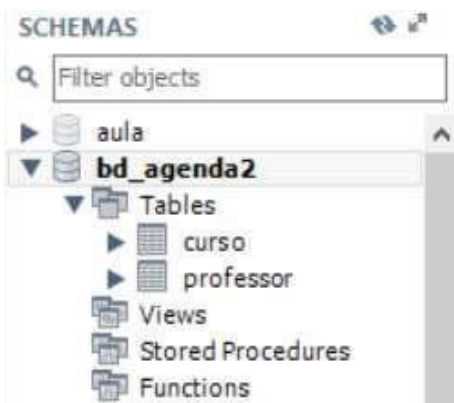 SCHEMAS
Filter objects
aula
bd_agenda2
Tables
curso
professor
Views
Stored Procedures
Functions